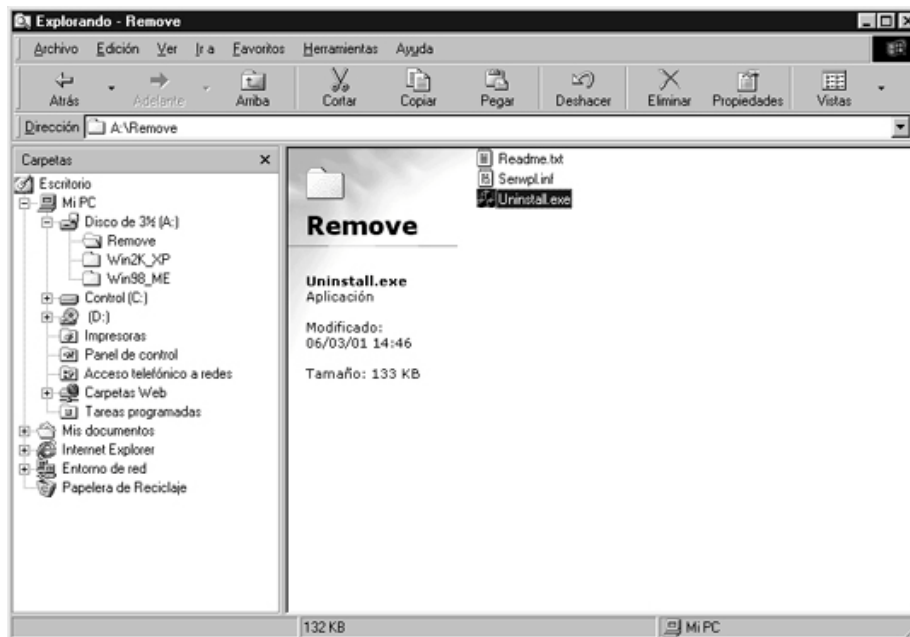 Explorando - Remove
Archivo Edición Ver Ir a Favoritos Herramientas Ayuda
Atrás Adelante Arriba Cortar Copiar Pegar Deshacer Eliminar Propiedades Vistas
Dirección A:\Remove
Carpetas
Escritorio
Mi PC
Disco de 3½ (A:)
Remove
Win2K_XP
Win98_ME
Control (C:)
(D:)
Impresoras
Panel de control
Acceso telefónico a redes
Carpetas Web
Tareas programadas
Mis documentos
Internet Explorer
Entorno de red
Papelera de Reciclaje
Remove
Uninstall.exe
Aplicación
Modificado:
06/03/01 14:46
Tamaño: 133 KB
Readme.txt
Serwpl.inf
Uninstall.exe
132 KB
Mi PC